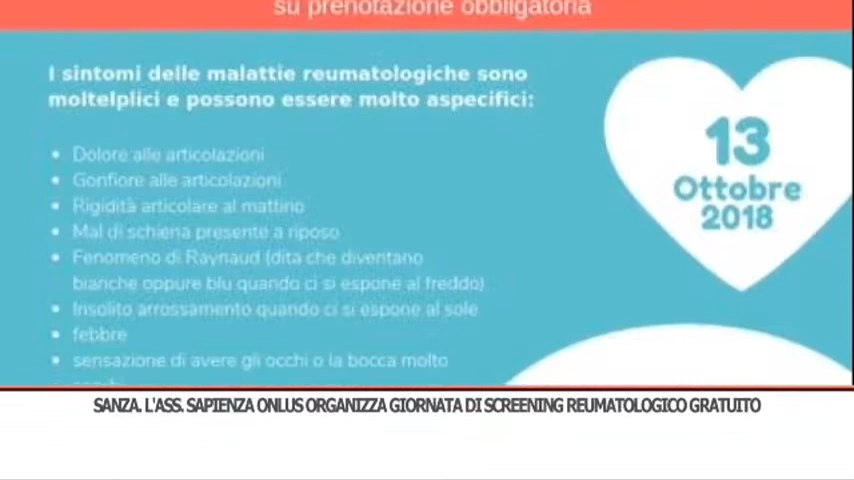 su prenotazione obbligatoria
I sintomi delle malattie reumatologiche sono
moltelplici e possono essere molto aspecifici:
• Dolore alle articolazioni
• Gonfiore alle articolazioni
• Rigidità articolare al mattino
• Mal di schiena presente a riposo
• Fenomeno di Raynaud (dita che diventano
bianche oppure blu quando ci si espone al freddo)
• Insolito arrossamento quando ci si espone al sole
• febbre
• sensazione di avere gli occhi o la bocca molto
13
Ottobre
2018
SANZA. L'ASS. SAPIENZA ONLUS ORGANIZZA GIORNATA DI SCREENING REUMATOLOGICO GRATUITO